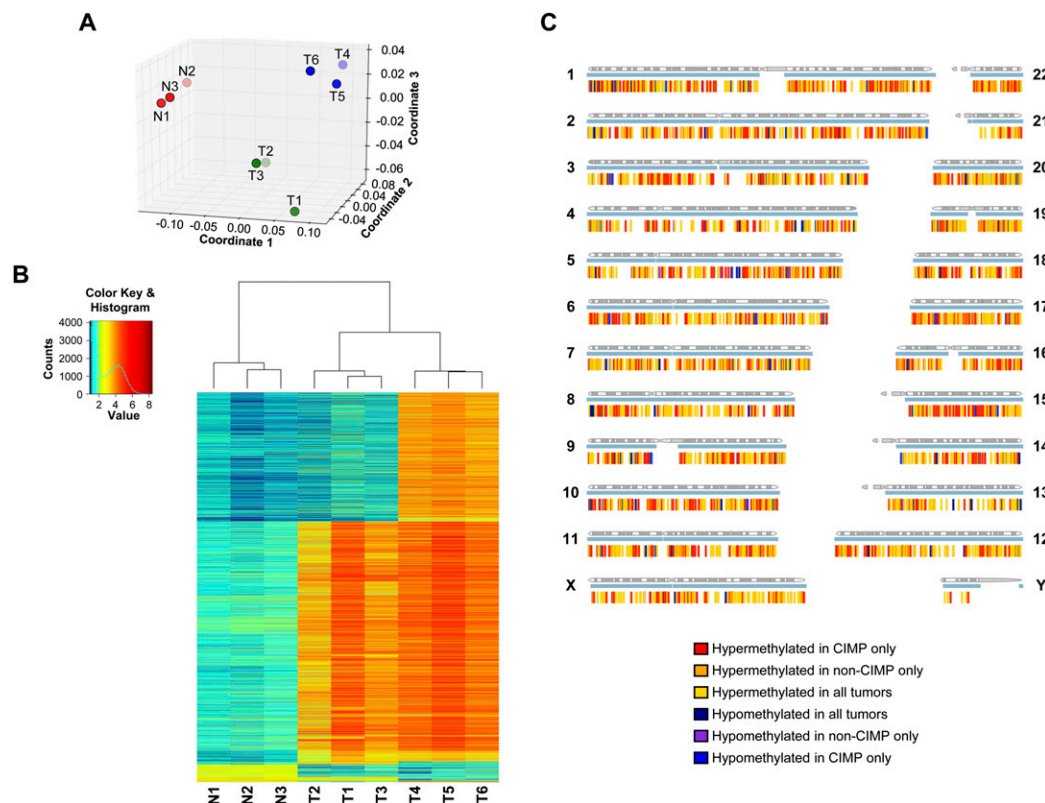 A
N1
N3
N2
T6
T4
T5
T2
T3
T1
0.04
0.02
0.00
-0.02
-0.04
-0.06
Coordinate 3
0.08
0.04
0.00
-0.04
Coordinate 2
-0.10
-0.05
0.00
0.05
0.10
Coordinate 1
B
Color Key &
Histogram
4000
3000
2000
1000
0
Counts
2 4 6 8
Value
N1 N2 N3 T2 T1 T3 T4 T5 T6
C
1 22
2 21
3 20
4 19
5 18
6 17
7 16
8 15
9 14
10 13
11 12
X Y
Hypermethylated in CIMP only
Hypermethylated in non-CIMP only
Hypermethylated in all tumors
Hypomethylated in all tumors
Hypomethylated in non-CIMP only
Hypomethylated in CIMP only